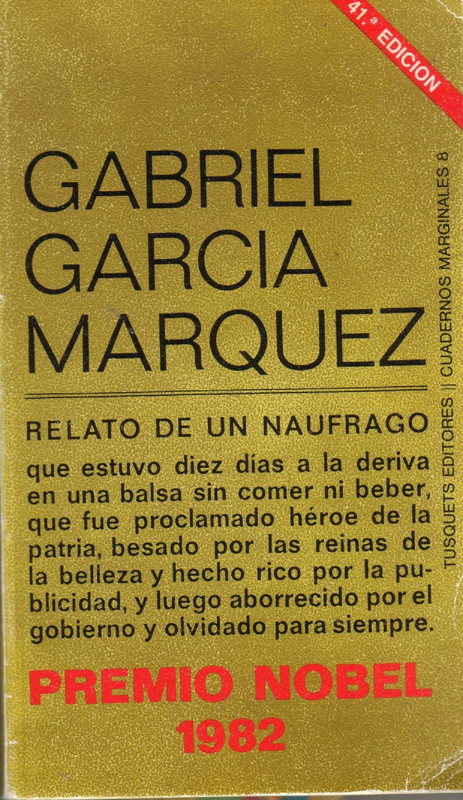 41.ª EDICION
GABRIEL
GARCIA
MARQUEZ
RELATO DE UN NAUFRAGO
que estuvo diez días a la deriva
en una balsa sin comer ni beber,
que fue proclamado héroe de la
patria, besado por las reinas de
la belleza y hecho rico por la pu-
blicidad, y luego aborrecido por el
gobierno y olvidado para siempre.
PREMIO NOBEL
1982
TUSQUETS EDITORES || CUADERNOS MARGINALES 8